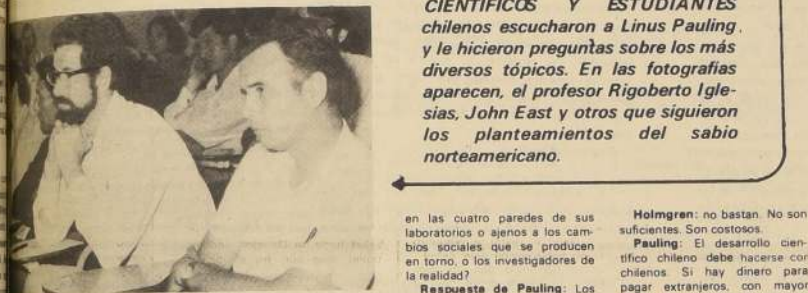 CIENTIFICOS Y ESTUDIANTES
chilenos escucharon a Linus Pauling,
y le hicieron preguntas sobre los más
diversos tópicos. En las fotografías
aparecen, el profesor Rigoberto Igle-
sias, John East y otros que siguieron
los planteamientos del sabio
norteamericano.
en las cuatro paredes de sus
laboratorios o ajenos a los cam-
bios sociales que se producen
en torno, o los investigadores de
la realidad?
Respuesta de Pauling: Los
Holmgren: no bastan. No son
suficientes. Son costosos.
Pauling: El desarrollo cien-
tífico chileno debe hacerse con
chilenos. Si hay dinero para
pagar extranjeros, con mayor